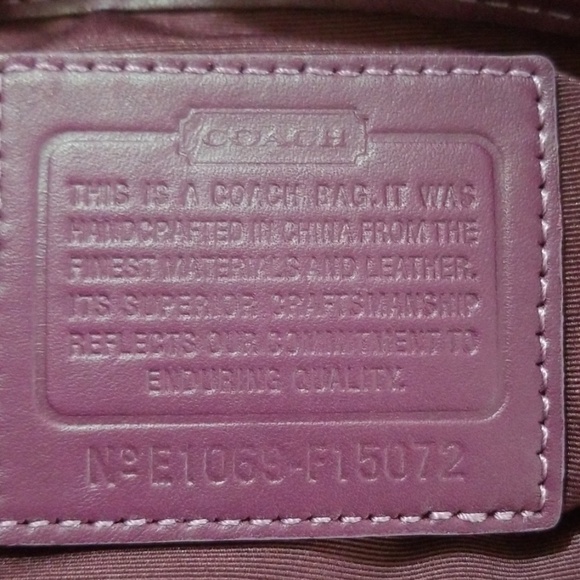 COACH
THIS IS A COACH BAG. IT WAS
HANDCRAFTED IN CHINA FROM THE
FINEST MATERIALS AND LEATHER.
ITS SUPERIOR CRAFTSMANSHIP
REFLECTS OUR COMMITMENT TO
ENDURING QUALITY.
Nº E1069-F15072